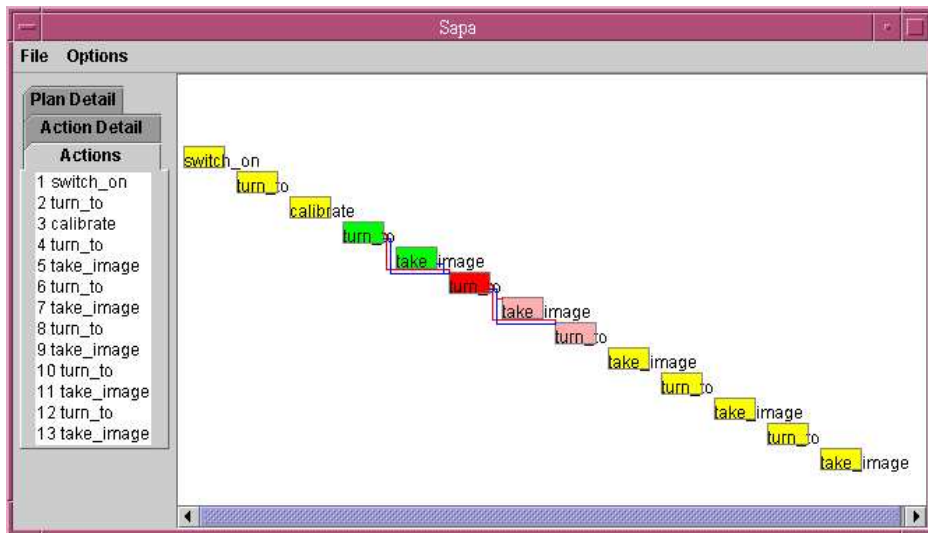 Sapa
File Options
Plan Detail
Action Detail
Actions
1 switch_on
2 turn_to
3 calibrate
4 turn_to
5 take_image
6 turn_to
7 take_image
8 turn_to
9 take_image
10 turn_to
11 take_image
12 turn_to
13 take_image
switch_on
turn_to
calibrate
turn_to
take_image
turn_to
take_image
turn_to
take_image
turn_to
take_image
turn_to
take_image